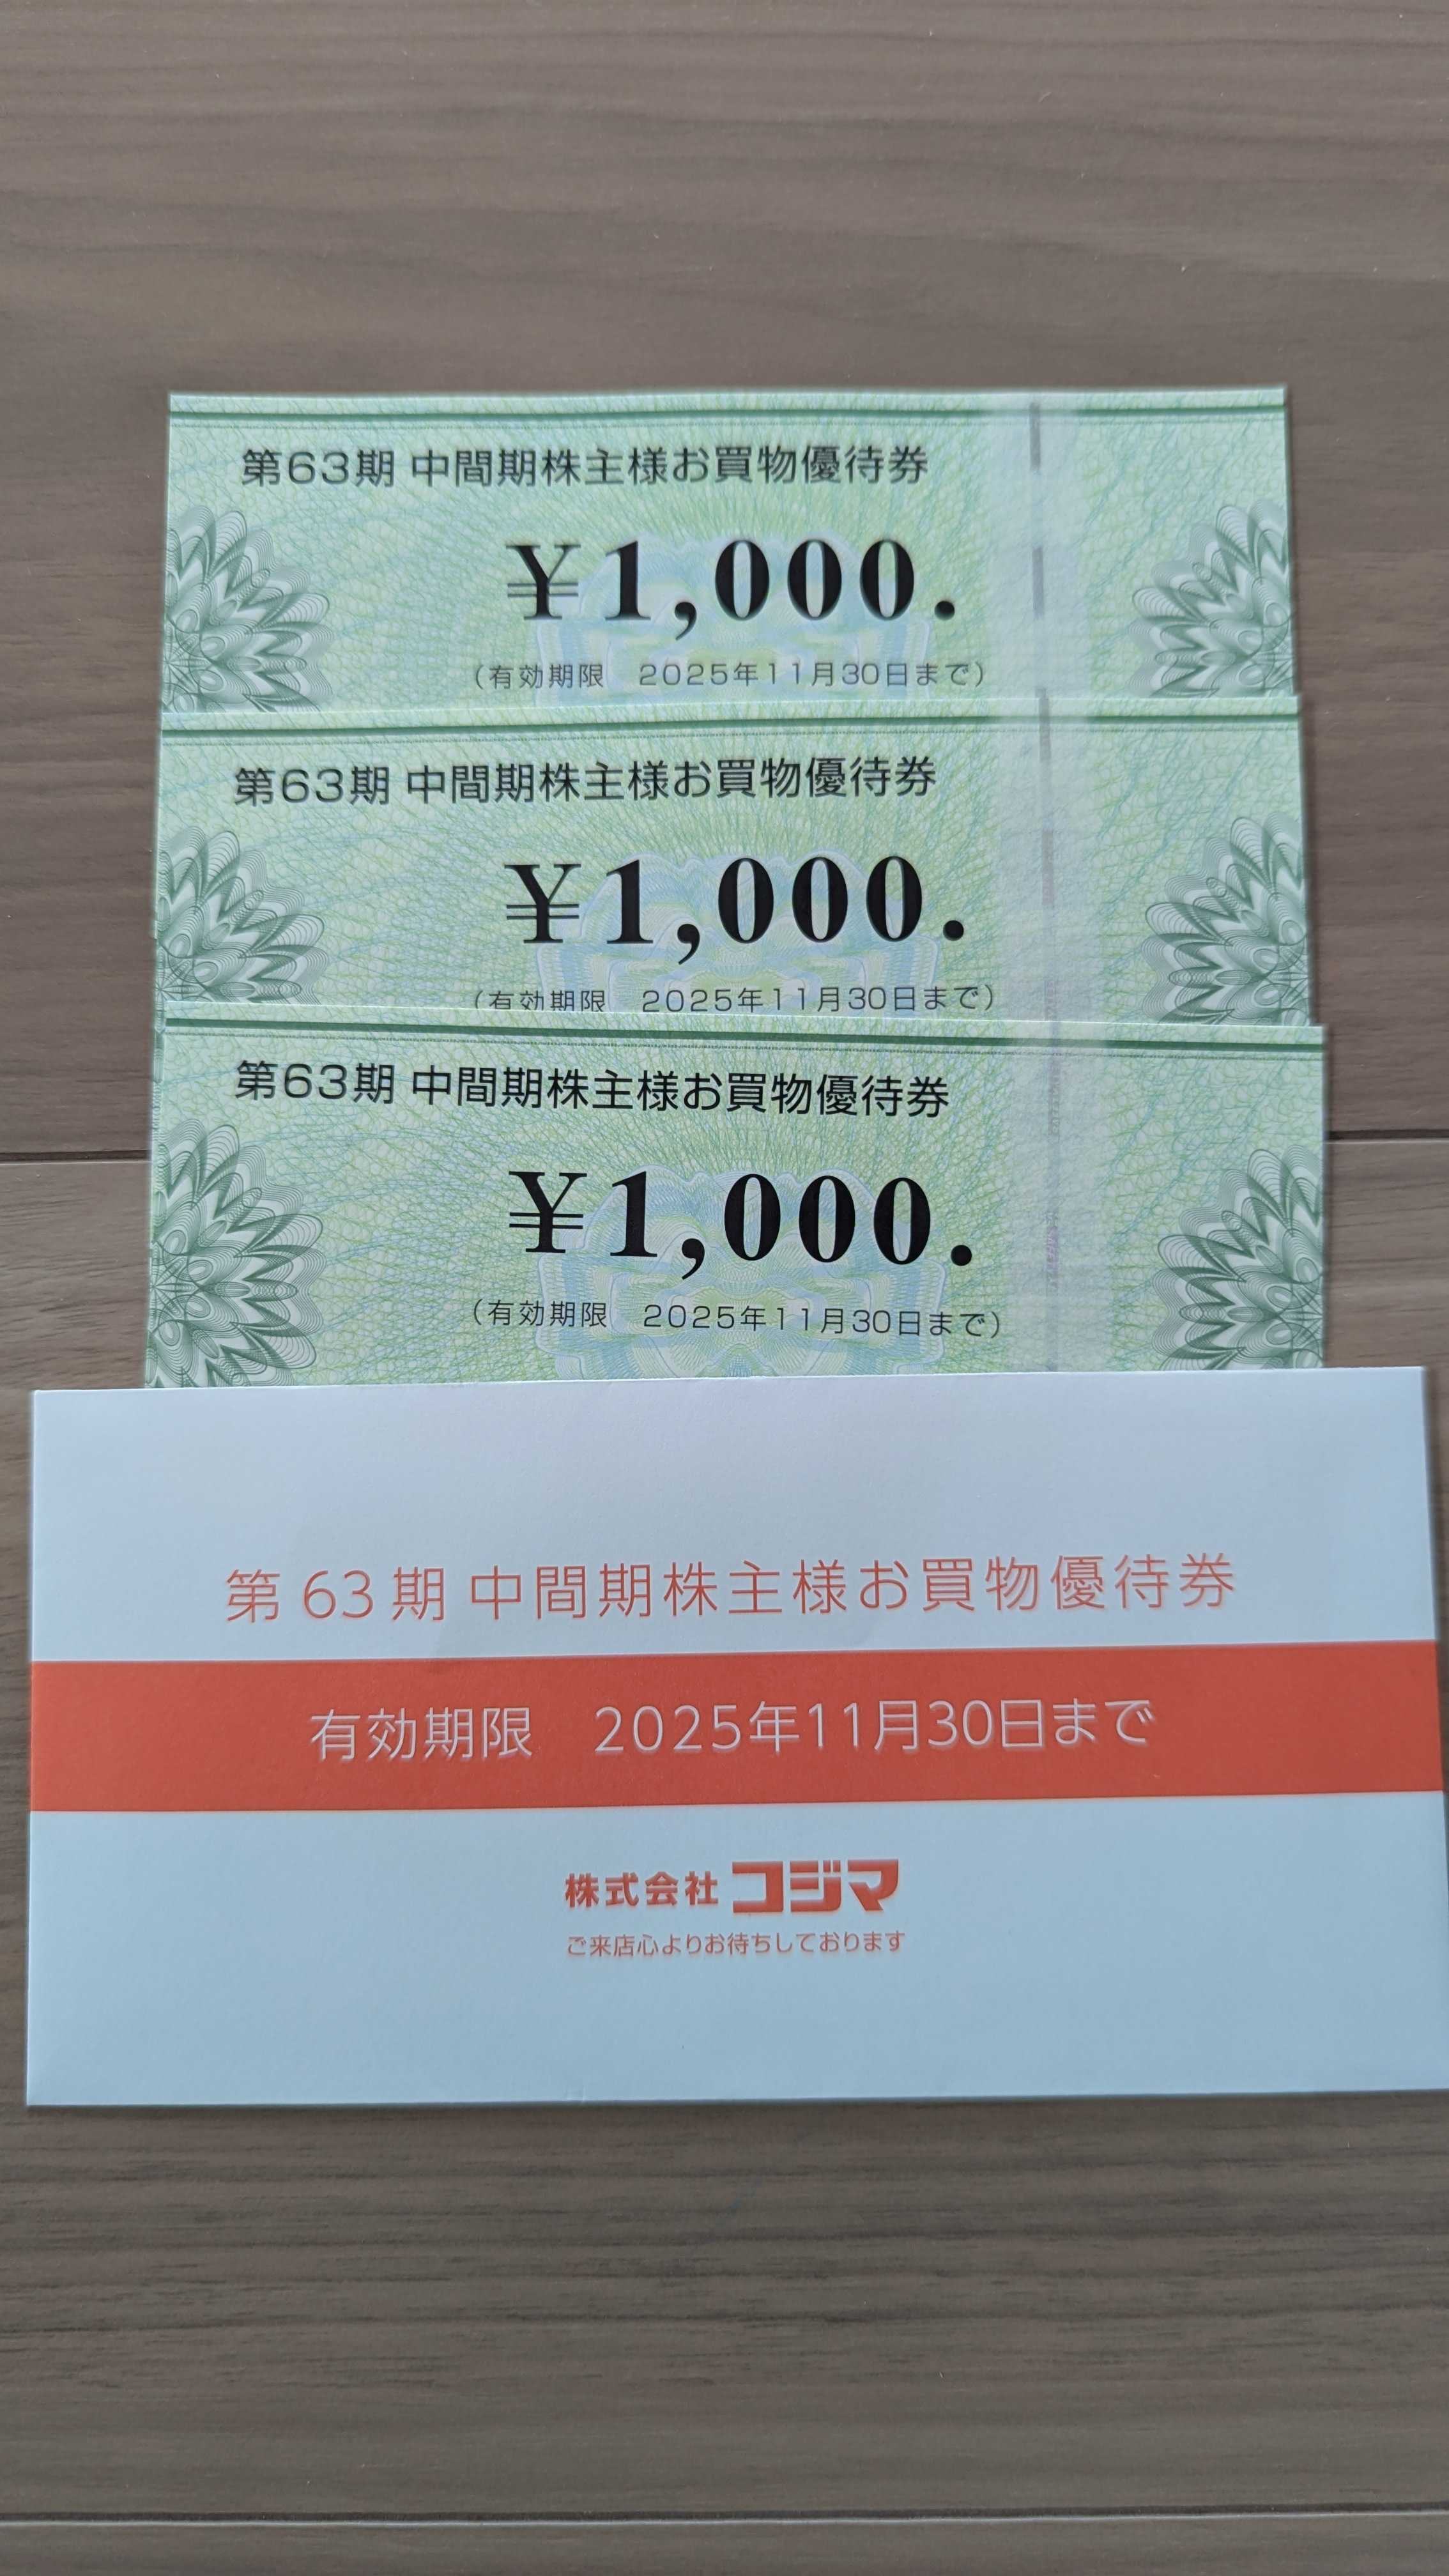 第63期 中間期株主様お買物優待券
¥1,000.
(有効期限 2025年11月30日まで)
第63期 中間期株主様お買物優待券
¥1,000.
(有効期限 2025年11月30日まで)
第63期 中間期株主様お買物優待券
¥1,000.
(有効期限 2025年11月30日まで)
第63期 中間期株主様お買物優待券
有効期限 2025年11月30日まで
株式会社コジマ
ご来店心よりお待ちしております